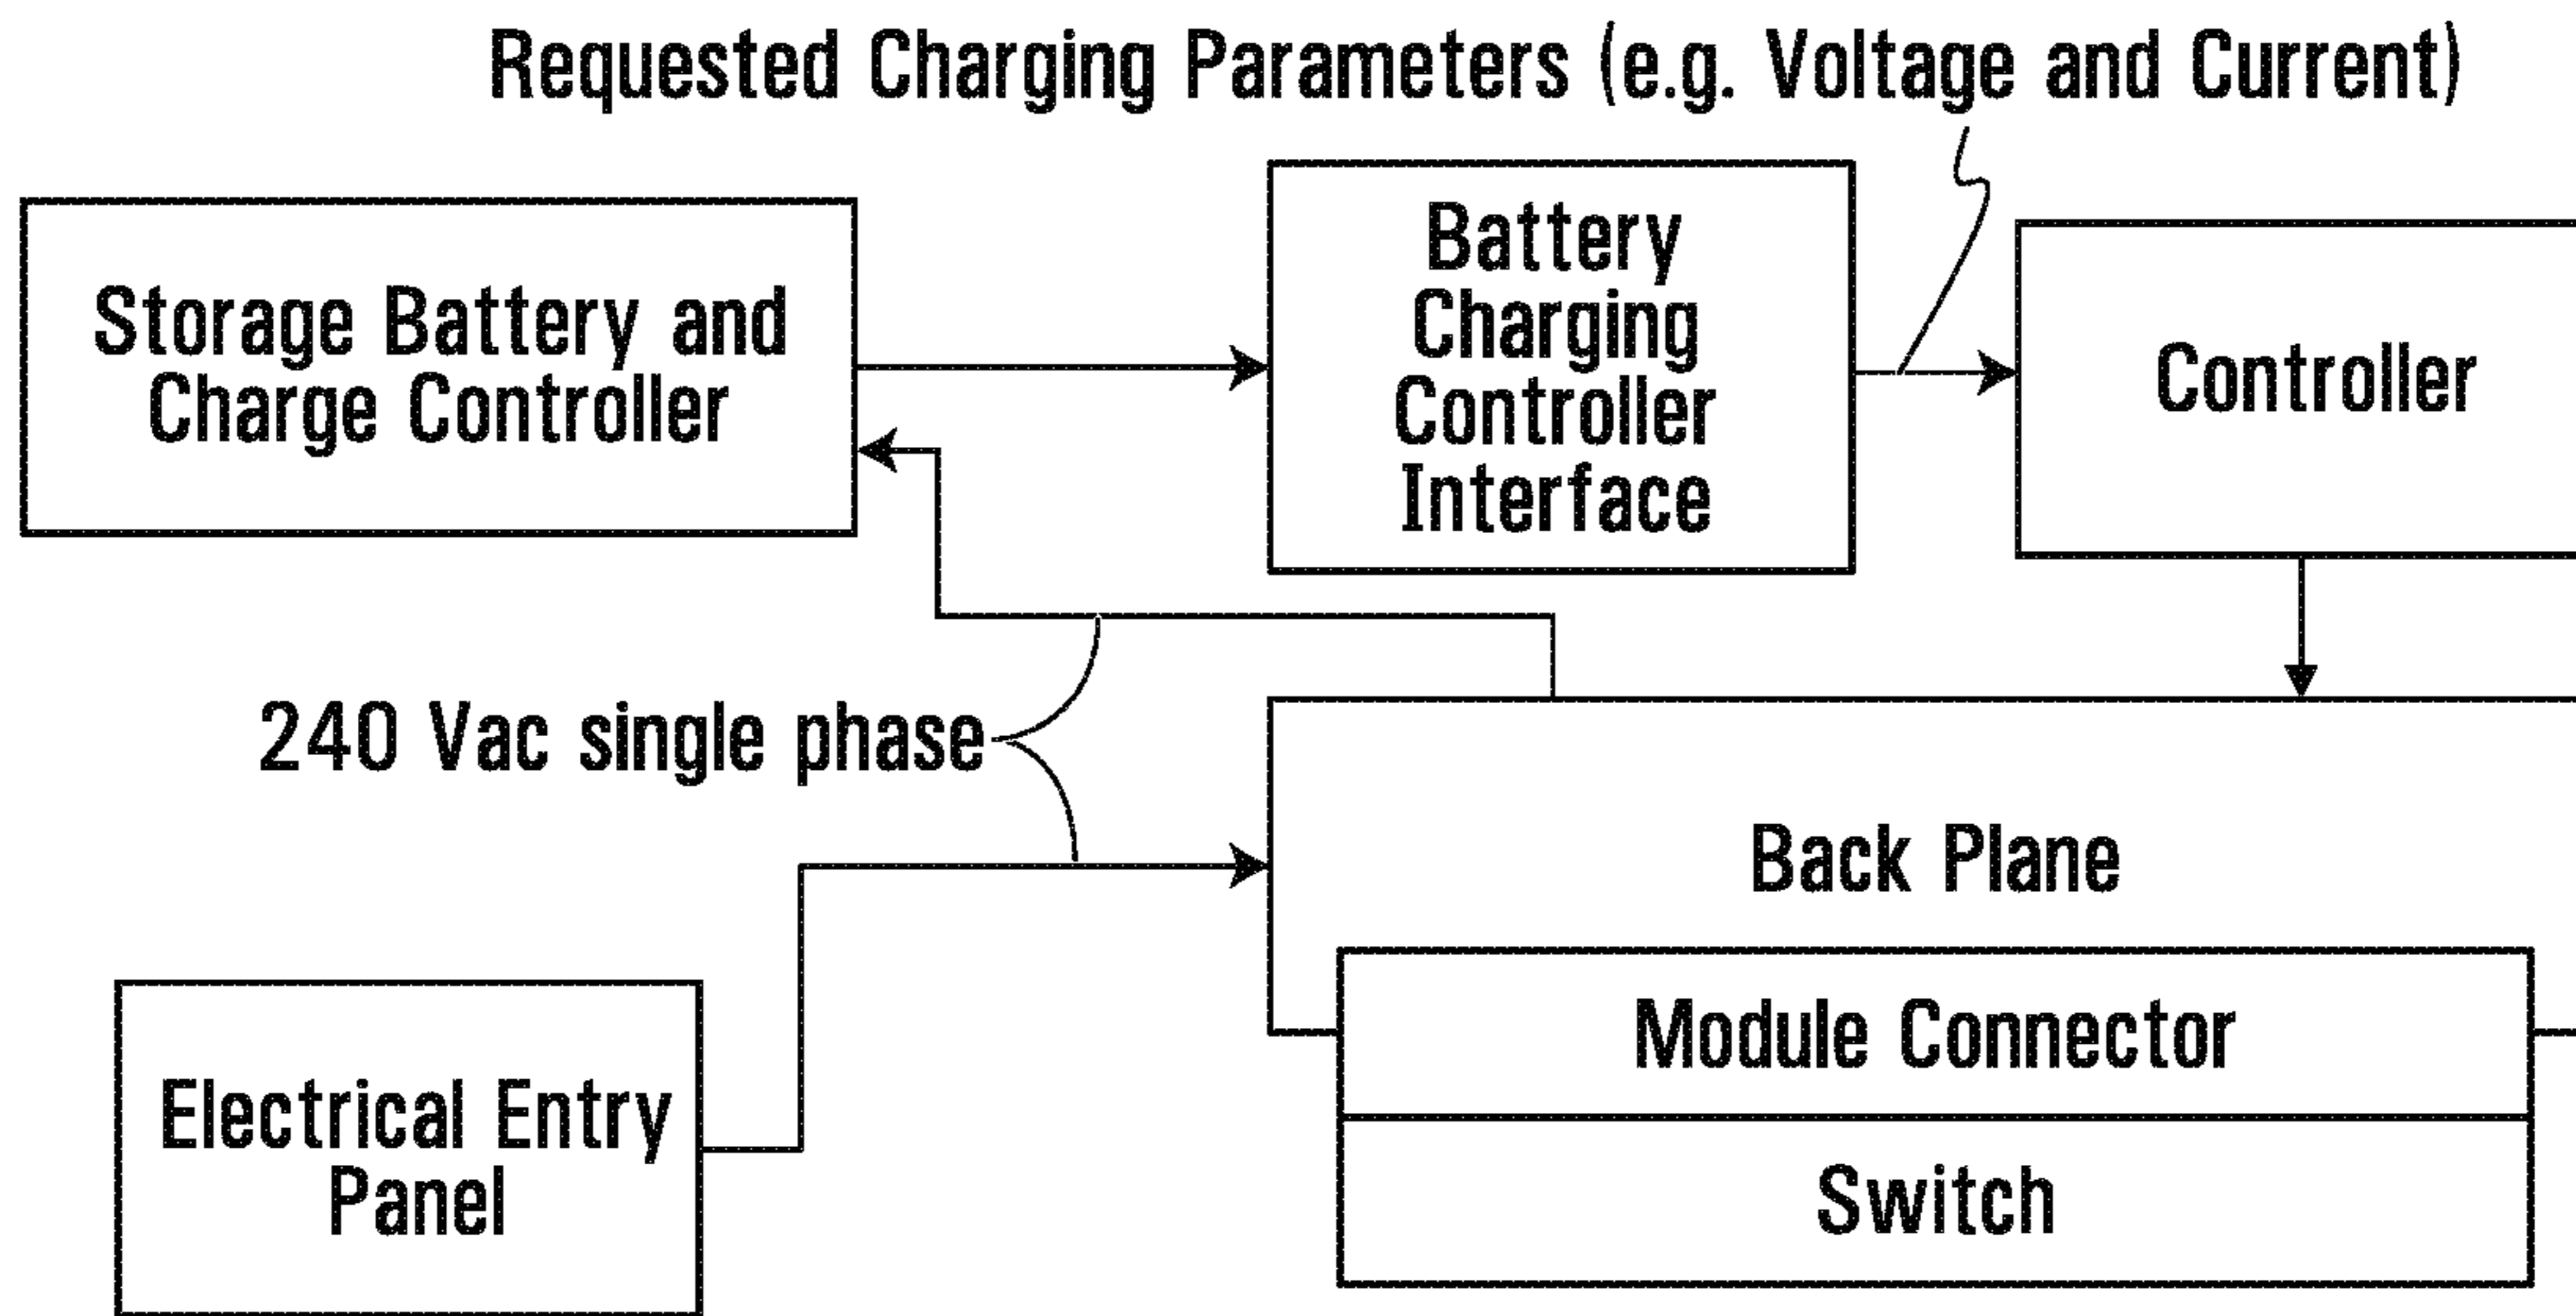 Requested Charging Parameters (e.g. Voltage and Current)
Storage Battery and
Charge Controller
Battery
Charging
Controller
Interface
Controller
240 Vac single phase
Back Plane
Module Connector
Switch
Electrical Entry
Panel